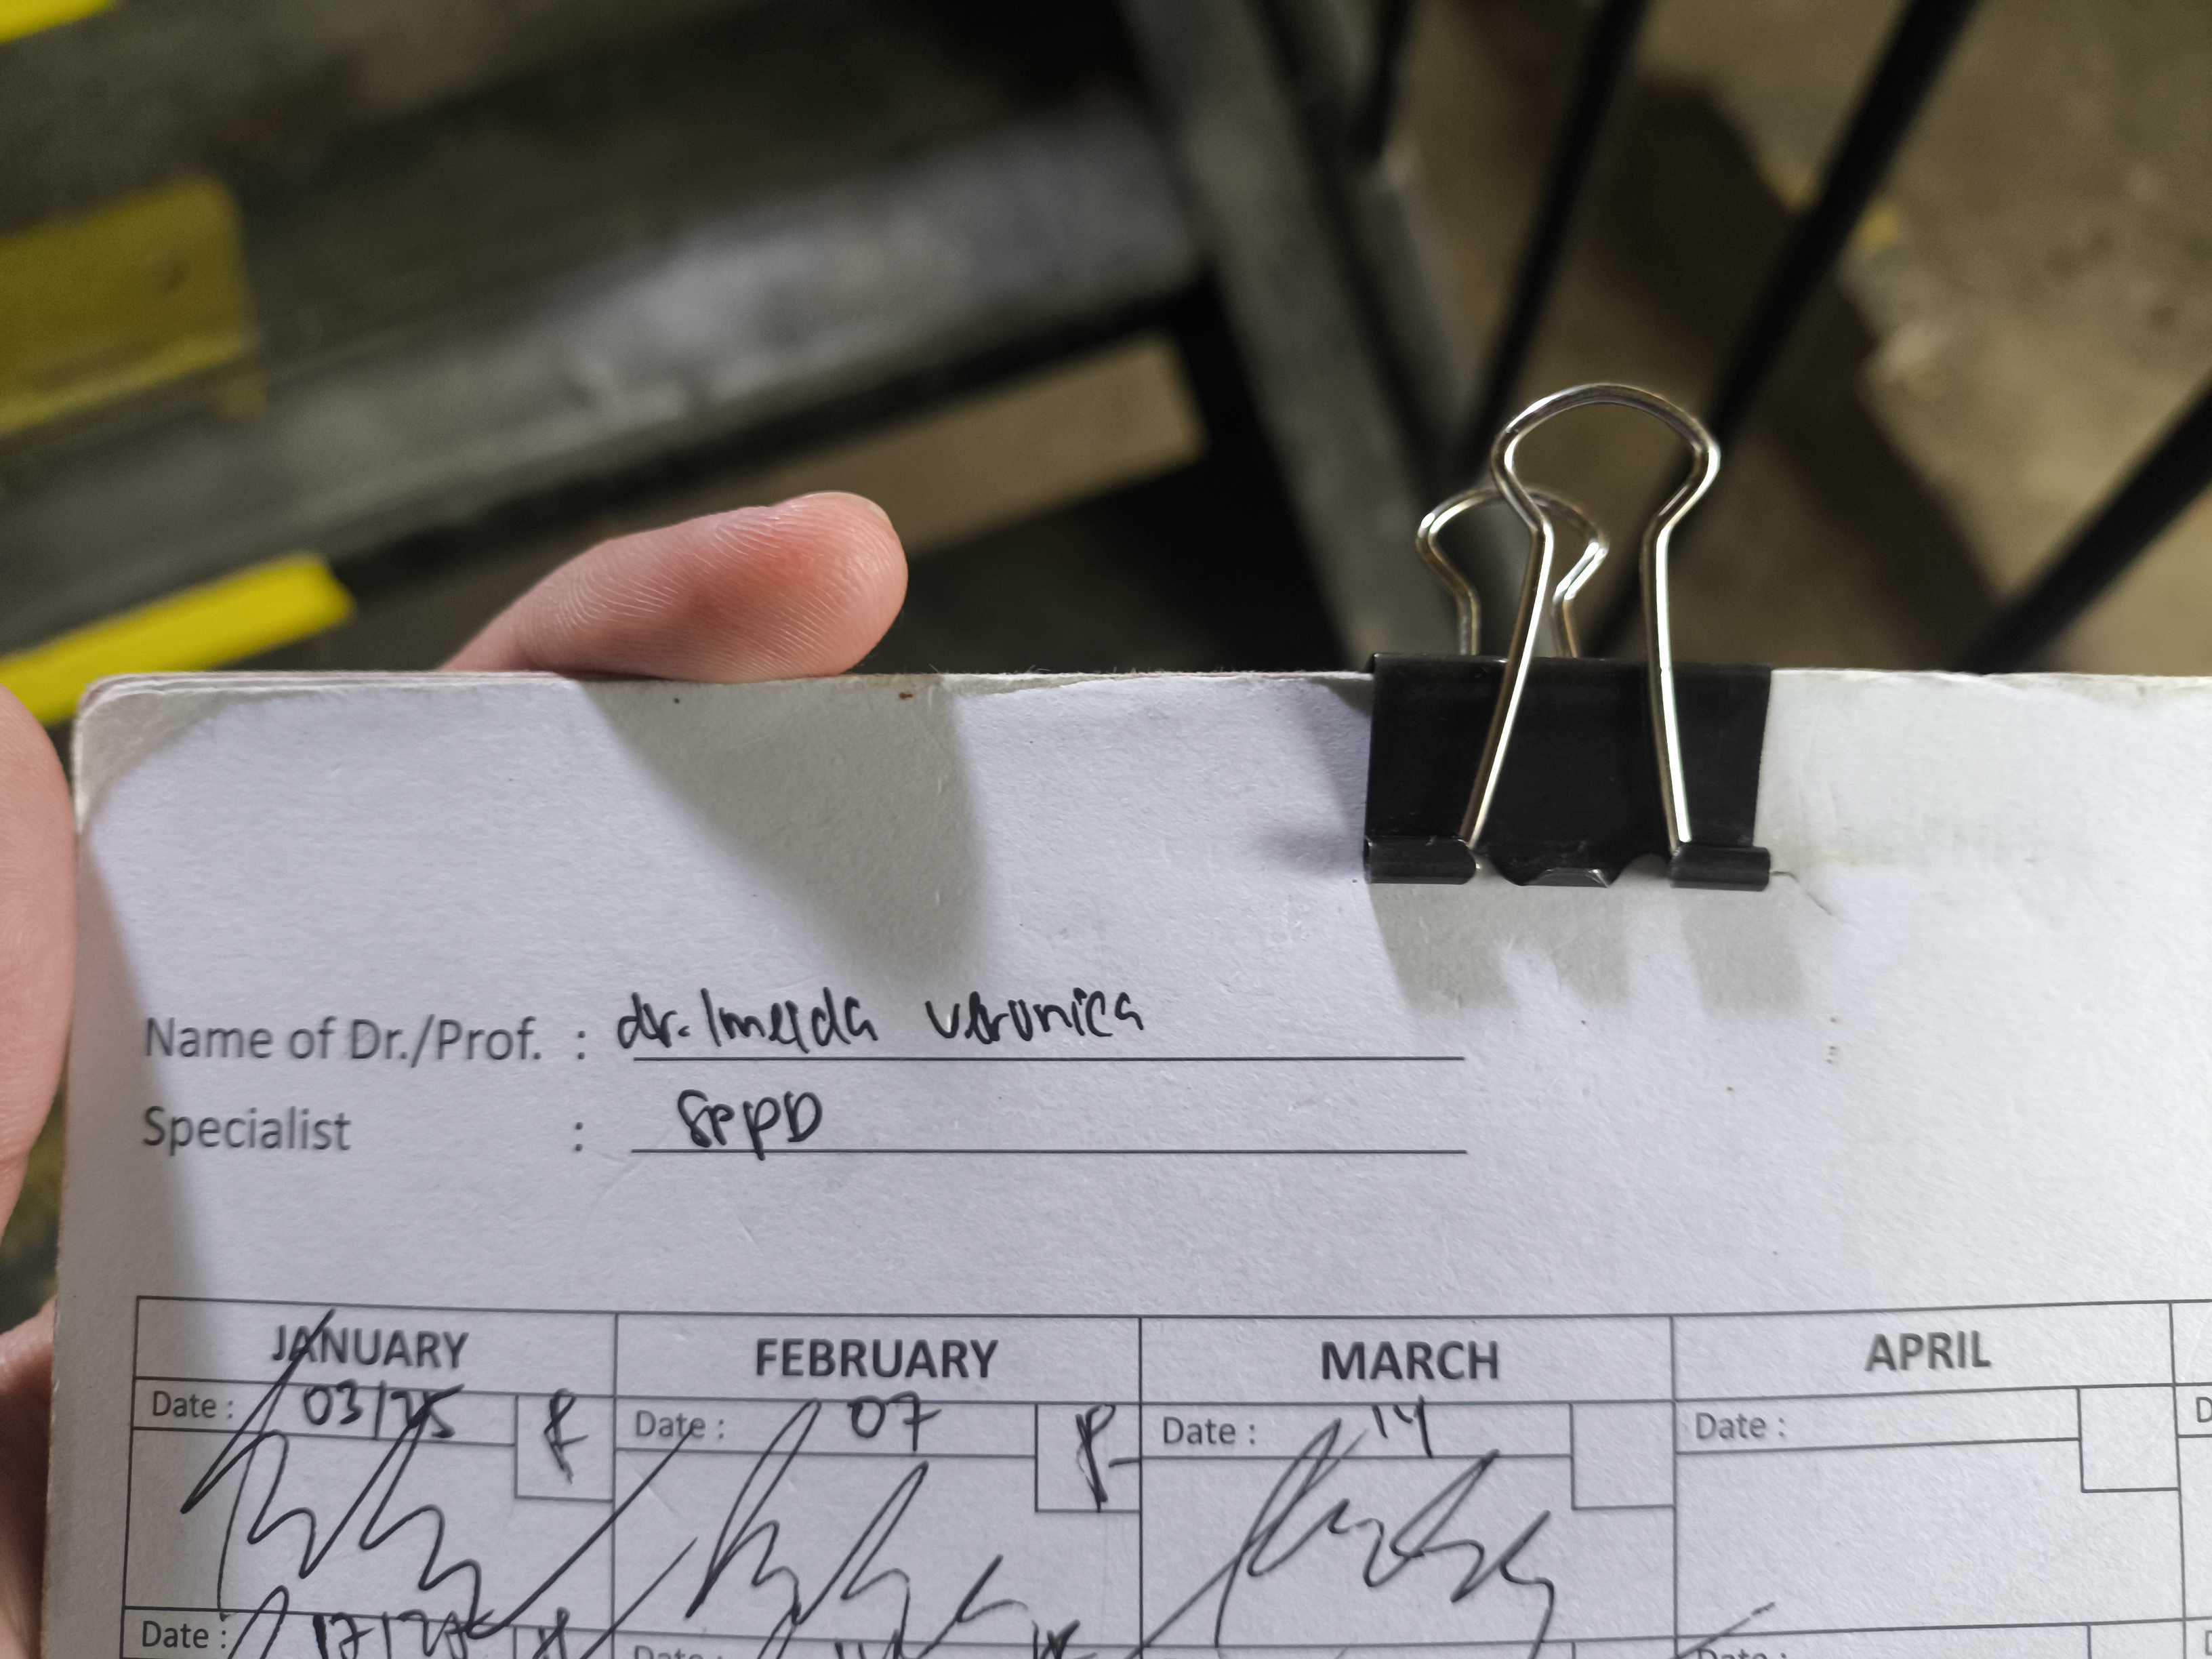 Name of Dr./Prof. : dr. Imelda veronica
Specialist : SppD
JANUARY FEBRUARY MARCH APRIL
Date : 03/25 Date : 07 Date : 14 Date :
Date :